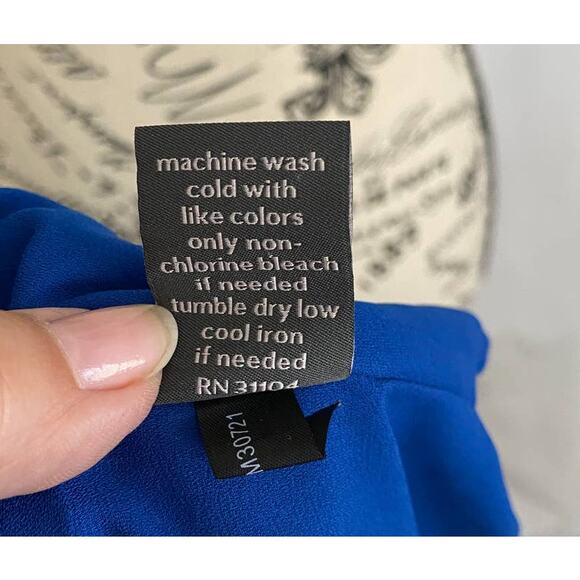 machine wash
cold with
like colors
only non-
chlorine bleach
if needed
tumble dry low
cool iron
if needed
RN 31104
M30721